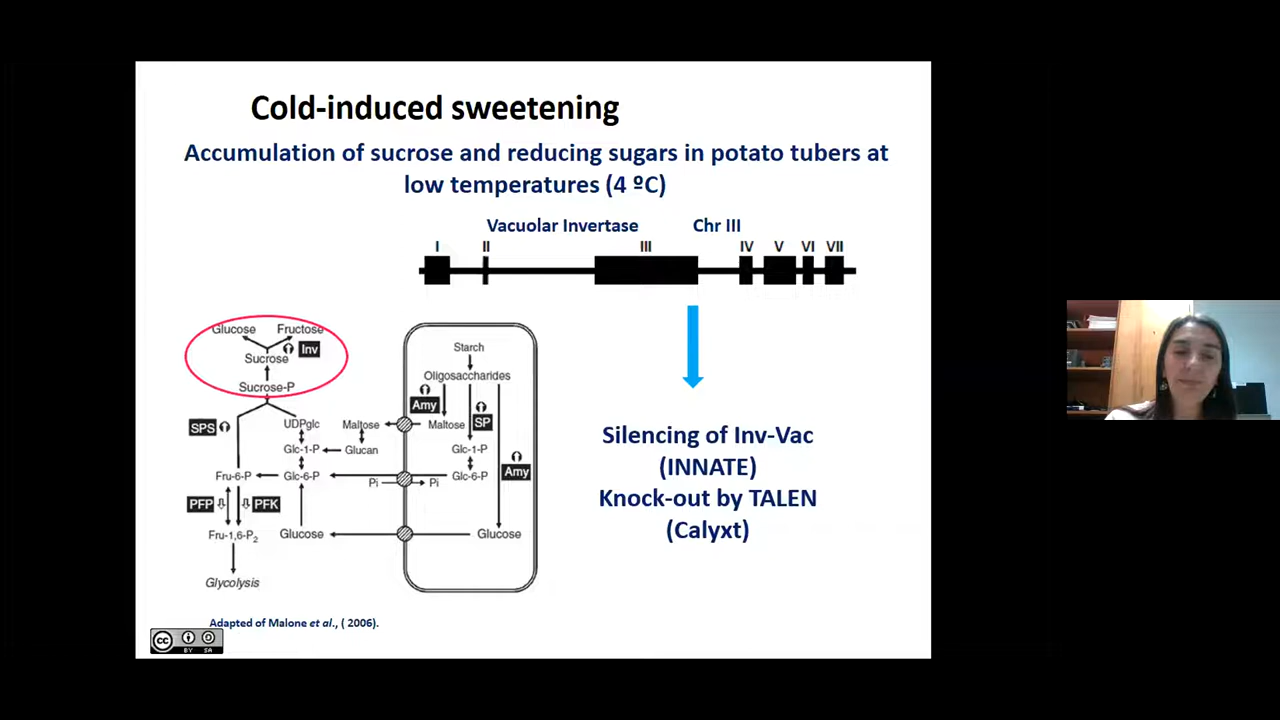 Cold-induced sweetening
Accumulation of sucrose and reducing sugars in potato tubers at
low temperatures (4 ºC)
Vacuolar Invertase
Chr III
I
II
III
IV
V
VI
VII
Glucose
Fructose
Inv
Sucrose
Sucrose-P
SPS
UDPglc
Glc-1-P
Fru-6-P
Glc-6-P
PFP
PFK
Fru-1,6-P₂
Glucose
Glycolysis
Maltose
Glucan
Pi
Pi
Starch
Oligosaccharides
Amy
Maltose
SP
Glc-1-P
Amy
Glc-6-P
Glucose
Silencing of Inv-Vac
(INNATE)
Knock-out by TALEN
(Calyxt)
Adapted of Malone et al., ( 2006).
cc
BY SA